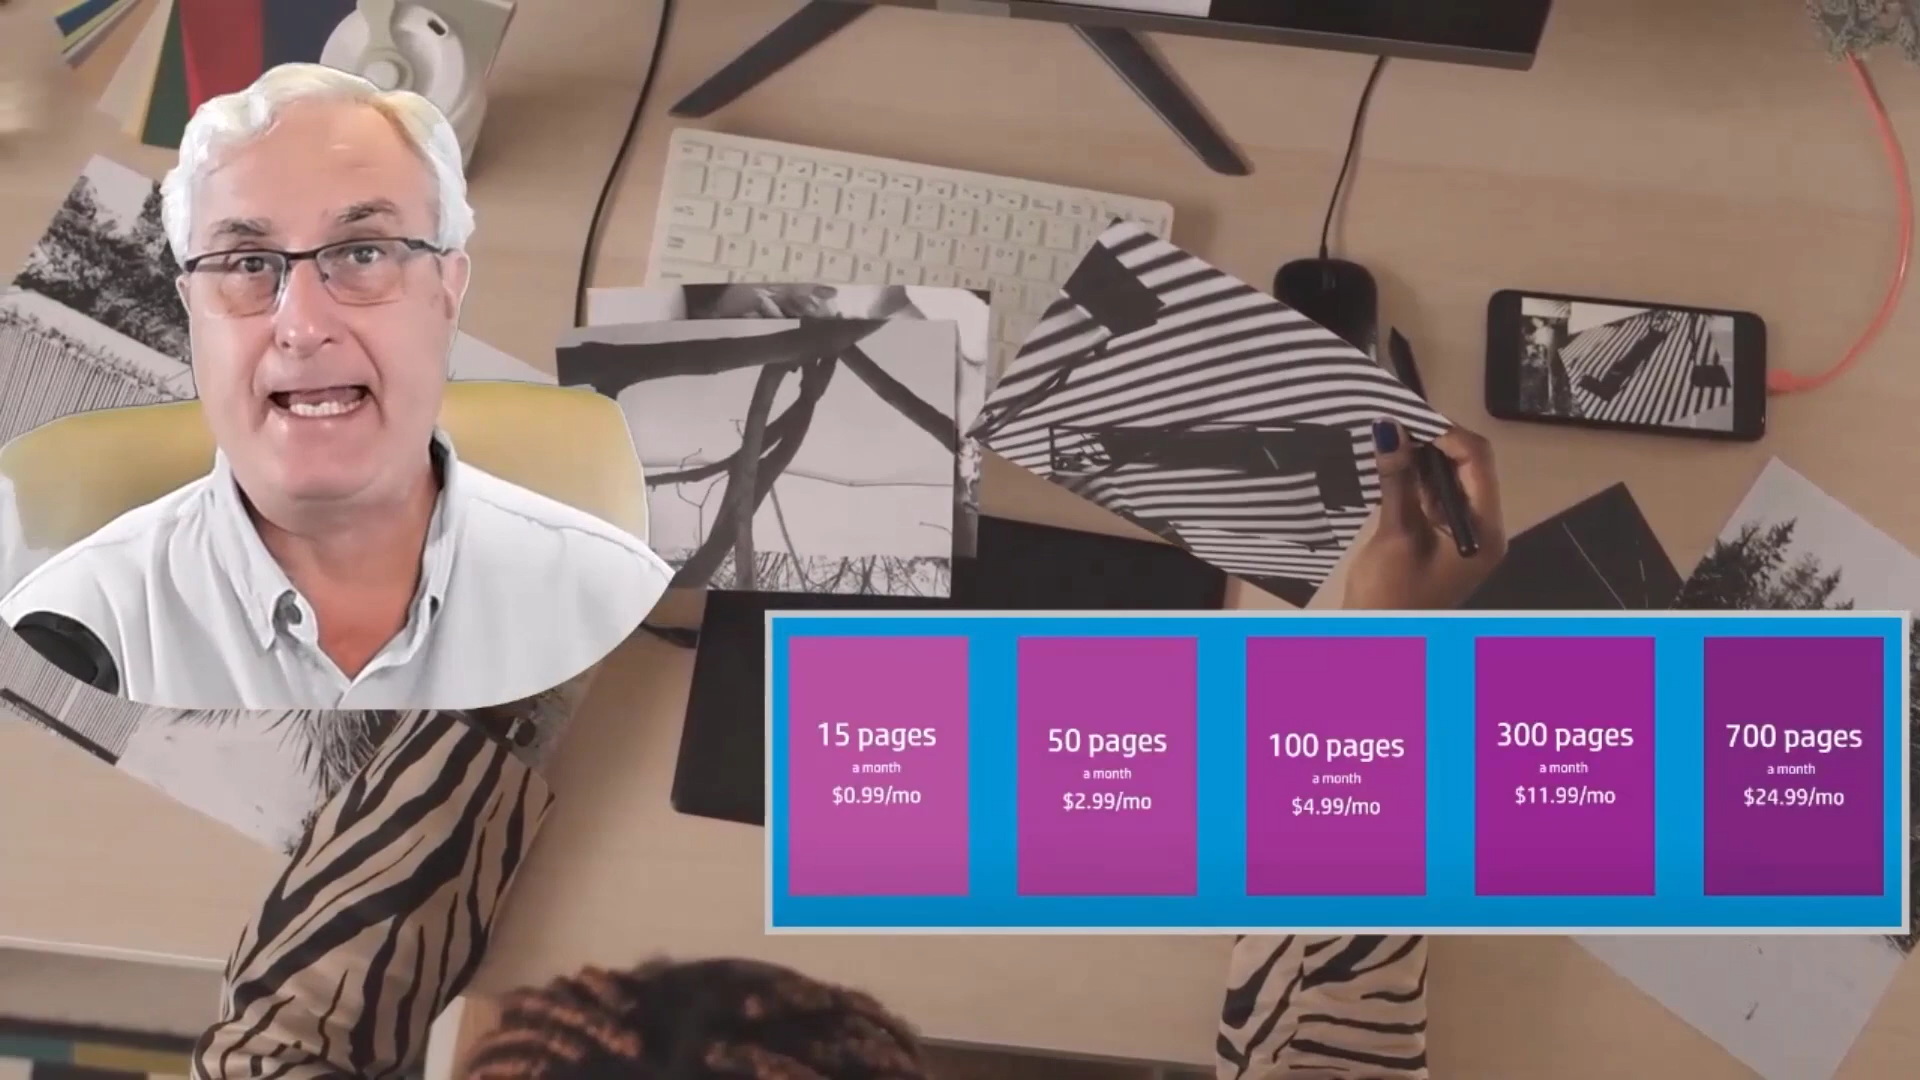 15 pages
a month
$0.99/mo
50 pages
a month
$2.99/mo
100 pages
a month
$4.99/mo
300 pages
a month
$11.99/mo
700 pages
a month
$24.99/mo